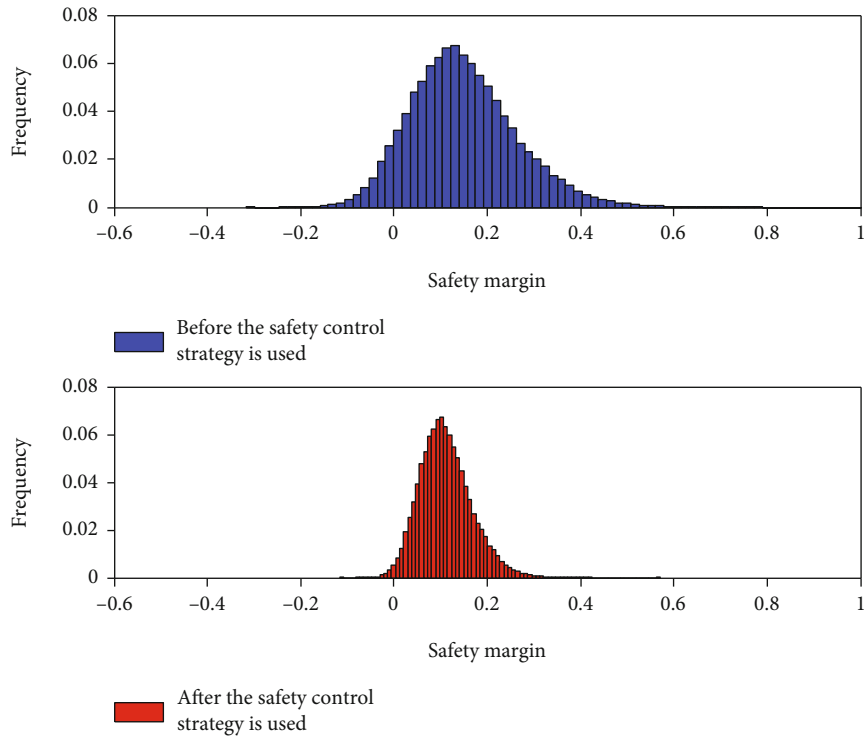 0.08
0.06
0.04
0.02
0
Frequency
−0.6 −0.4 −0.2 0 0.2 0.4 0.6 0.8 1
Safety margin
Before the safety control
strategy is used
0.08
0.06
0.04
0.02
0
Frequency
−0.6 −0.4 −0.2 0 0.2 0.4 0.6 0.8 1
Safety margin
After the safety control
strategy is used